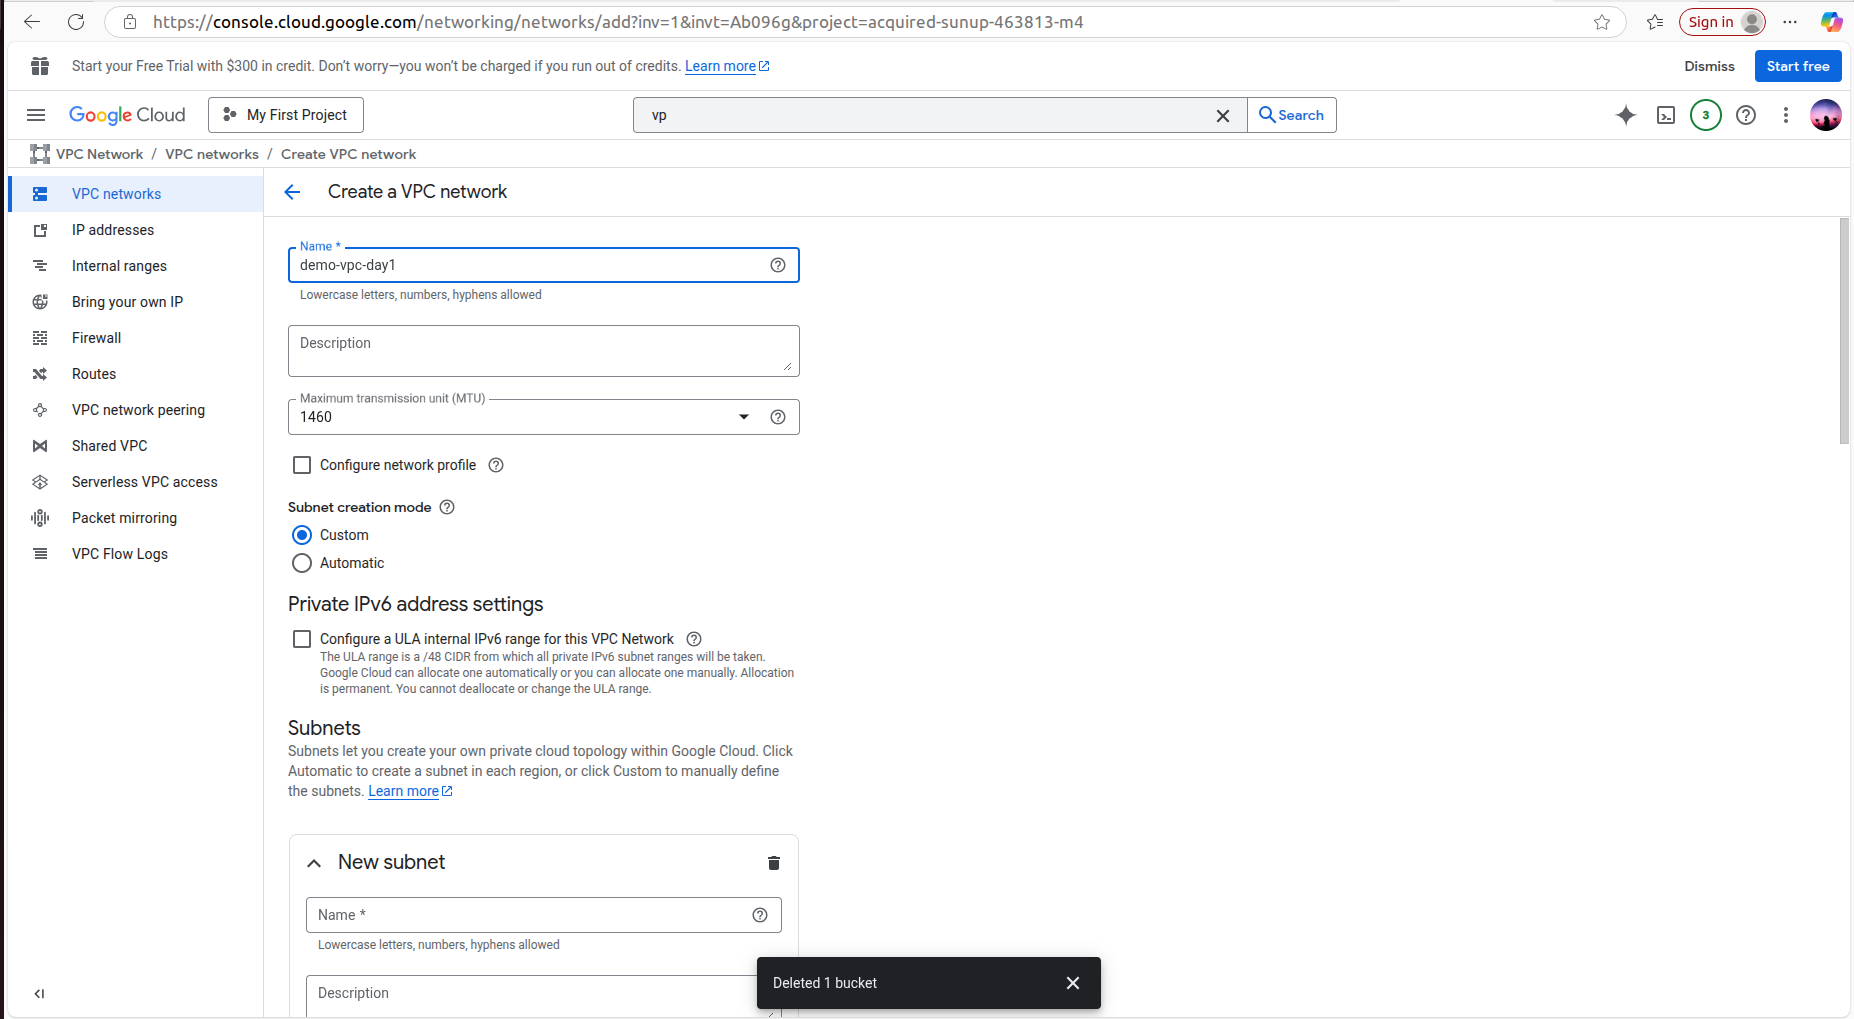 https://console.cloud.google.com/networking/networks/add?inv=1&invt=Ab096g&project=acquired-sunup-463813-m4
Sign in
Start your Free Trial with $300 in credit. Don't worry—you won't be charged if you run out of credits. Learn more
Dismiss
Start free
Google Cloud
My First Project
vp
Search
3
VPC Network / VPC networks / Create VPC network
VPC networks
IP addresses
Internal ranges
Bring your own IP
Firewall
Routes
VPC network peering
Shared VPC
Serverless VPC access
Packet mirroring
VPC Flow Logs
Create a VPC network
Name *
demo-vpc-day1
Lowercase letters, numbers, hyphens allowed
Description
Maximum transmission unit (MTU)
1460
Configure network profile
Subnet creation mode
Custom
Automatic
Private IPv6 address settings
Configure a ULA internal IPv6 range for this VPC Network
The ULA range is a /48 CIDR from which all private IPv6 subnet ranges will be taken.
Google Cloud can allocate one automatically or you can allocate one manually. Allocation
is permanent. You cannot deallocate or change the ULA range.
Subnets
Subnets let you create your own private cloud topology within Google Cloud. Click
Automatic to create a subnet in each region, or click Custom to manually define
the subnets. Learn more
New subnet
Name *
Lowercase letters, numbers, hyphens allowed
Description
Deleted 1 bucket